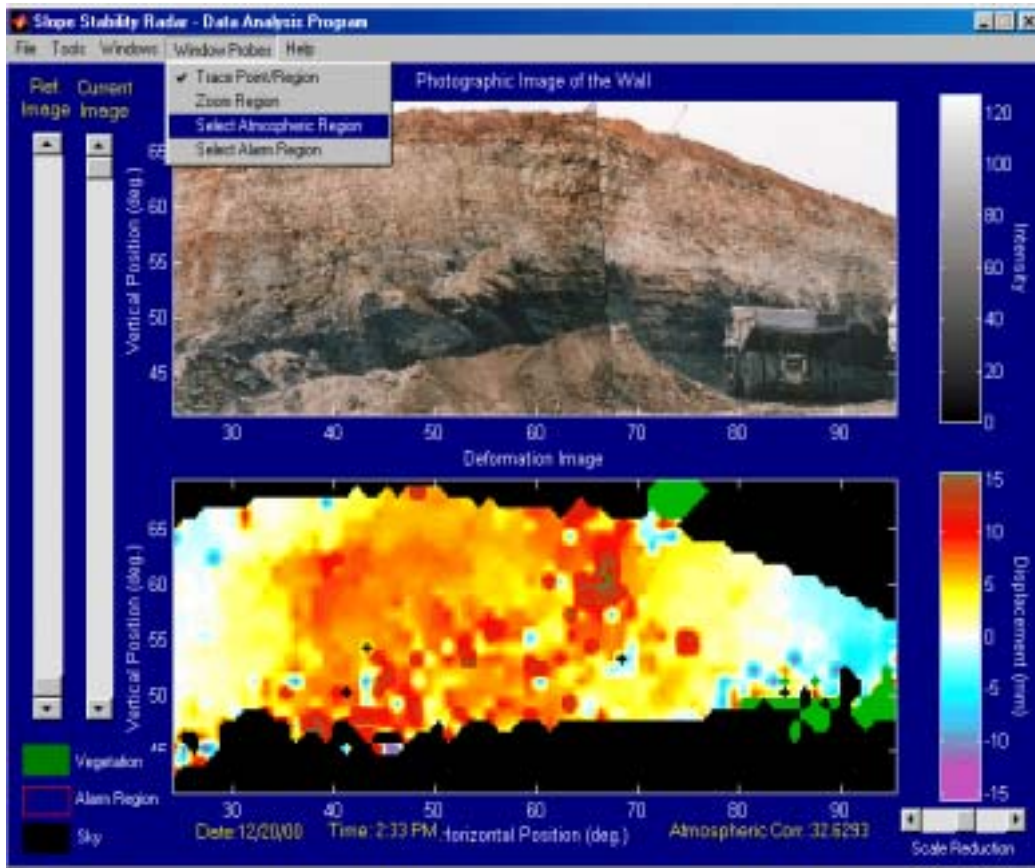 Slope Stability Radar - Data Analysis Program
File Tools Windows Window Probes Help
Trace Point/Region
Zoom Region
Select Atmospheric Region
Select Alarm Region
Ref. Image
Current Image
Photographic Image of the Wall
Vertical Position (deg.)
65
60
55
50
45
30 40 50 60 70 80 90
120
100
80
60
40
20
0
Intensity
Deformation Image
Vertical Position (deg.)
65
60
55
50
45
30 40 50 60 70 80 90
15
10
5
0
-5
-10
-15
Displacement (mm)
Vegetation
Alarm Region
Sky
Date:12/20/00 Time: 2:33 PM Horizontal Position (deg.) Atmospheric Corr: 32.6293
Scale Reduction